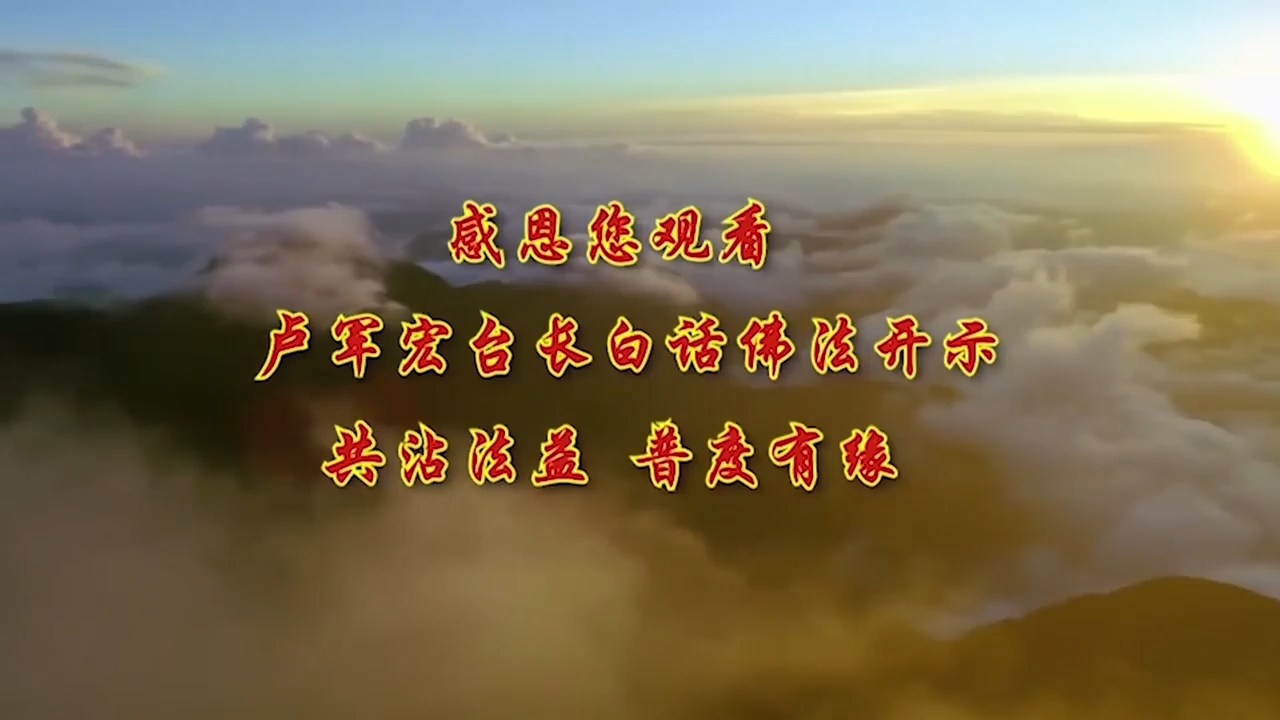 感恩您观看
卢军宏台长白话佛法开示
共沾法益 普度有缘